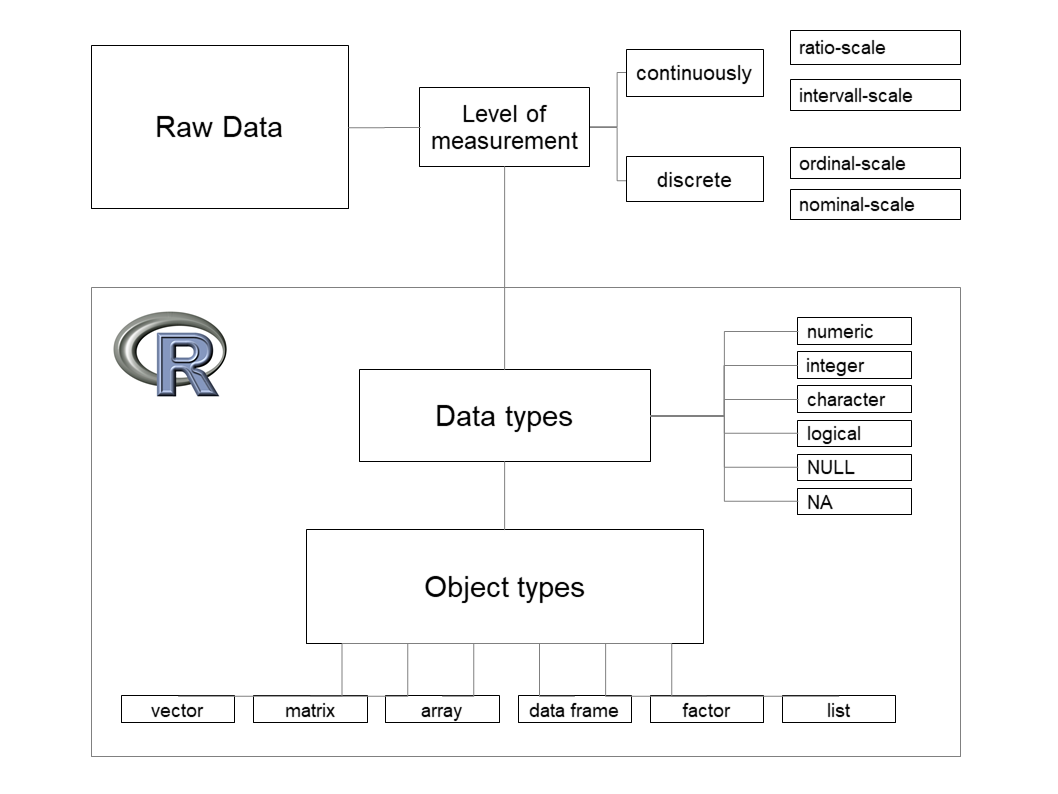 Raw Data
Level of
measurement
continuously
discrete
ratio-scale
intervall-scale
ordinal-scale
nominal-scale
R
Data types
numeric
integer
character
logical
NULL
NA
Object types
vector
matrix
array
data frame
factor
list